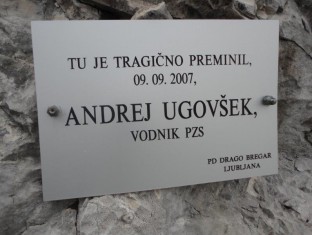 TU JE TRAGIČNO PREMINIL,
09. 09. 2007,
ANDREJ UGOVŠEK,
VODNIK PZS
PD DRAGO BREGAR
LJUBLJANA